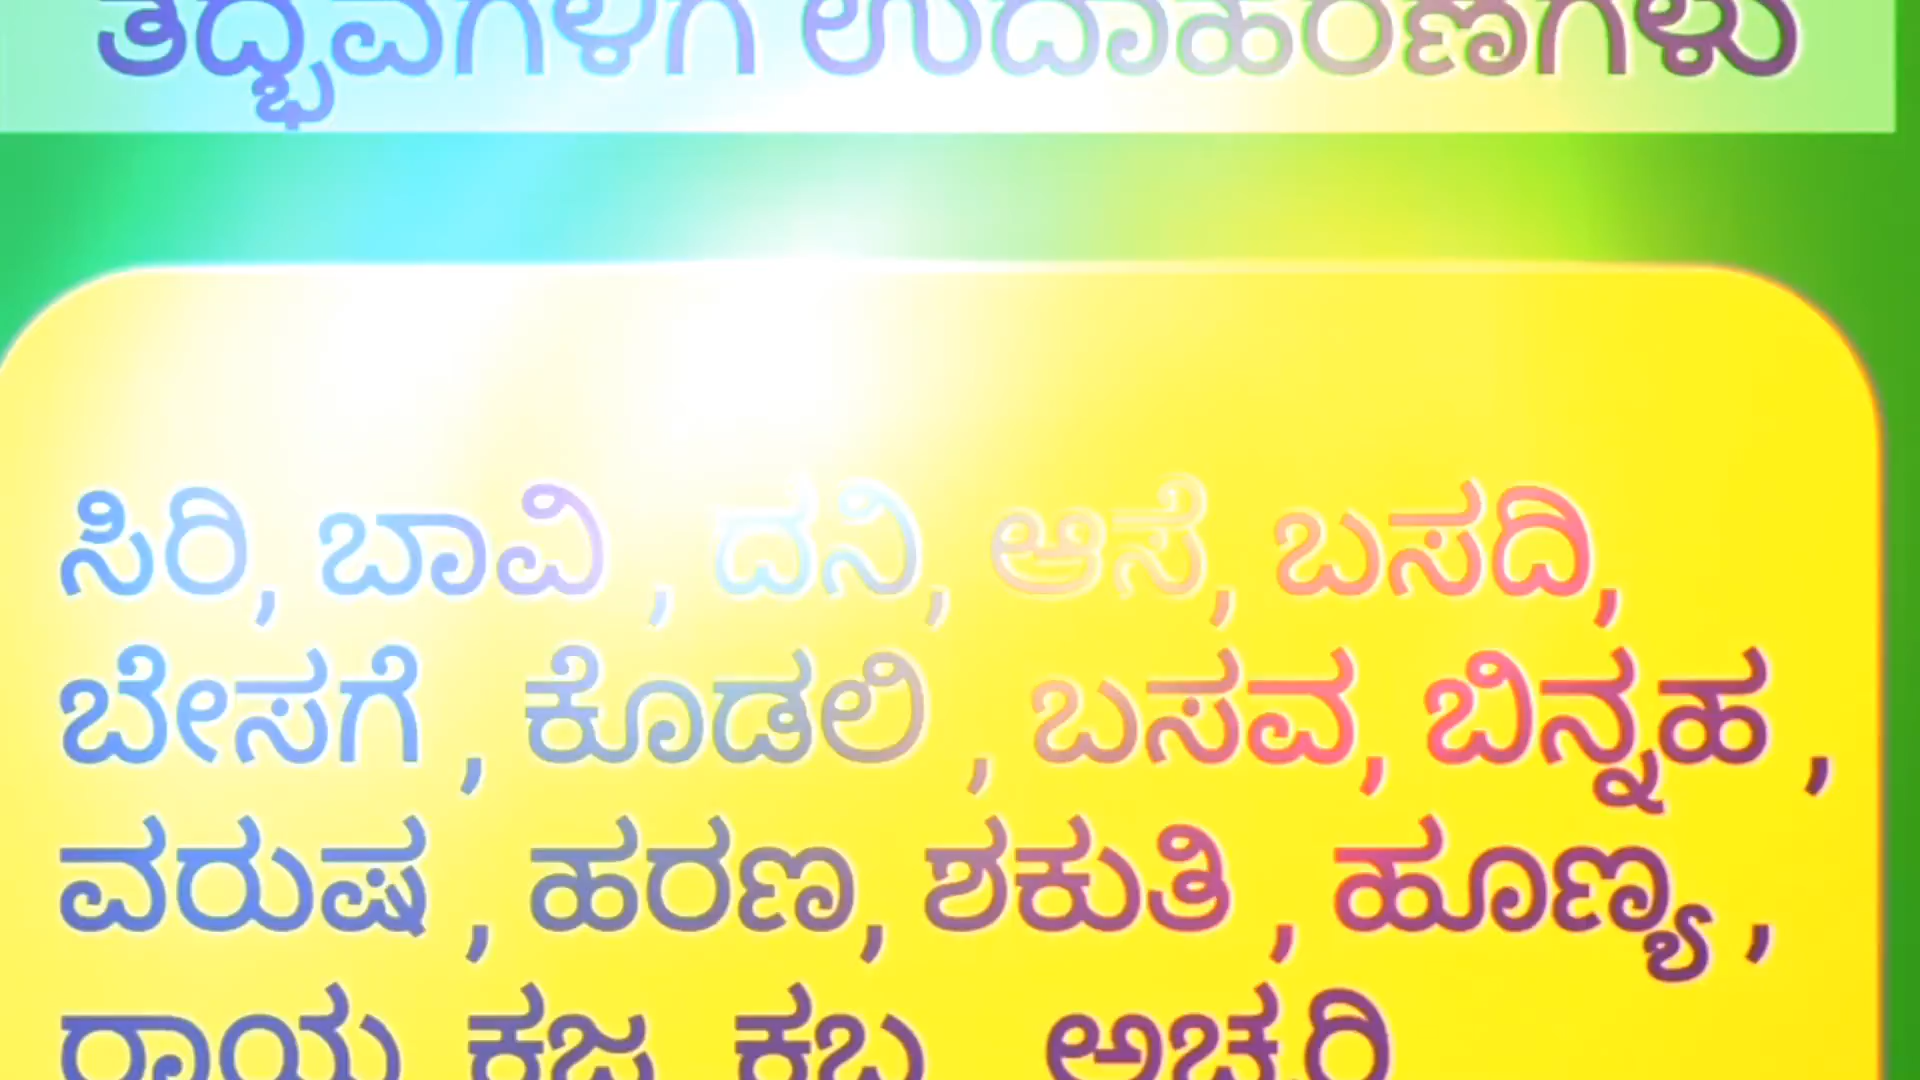 ತದ್ಭವಗಳಿಗೆ ಉದಾಹರಣೆಗಳು
ಸಿರಿ, ಬಾವಿ , ದನಿ, ಆಸೆ, ಬಸದಿ,
ಬೇಸಗೆ , ಕೊಡಲಿ , ಬಸವ, ಬಿನ್ನಹ ,
ವರುಷ , ಹರಣ, ಶಕುತಿ , ಹೂಣ್ಯ ,
ರಾಯ